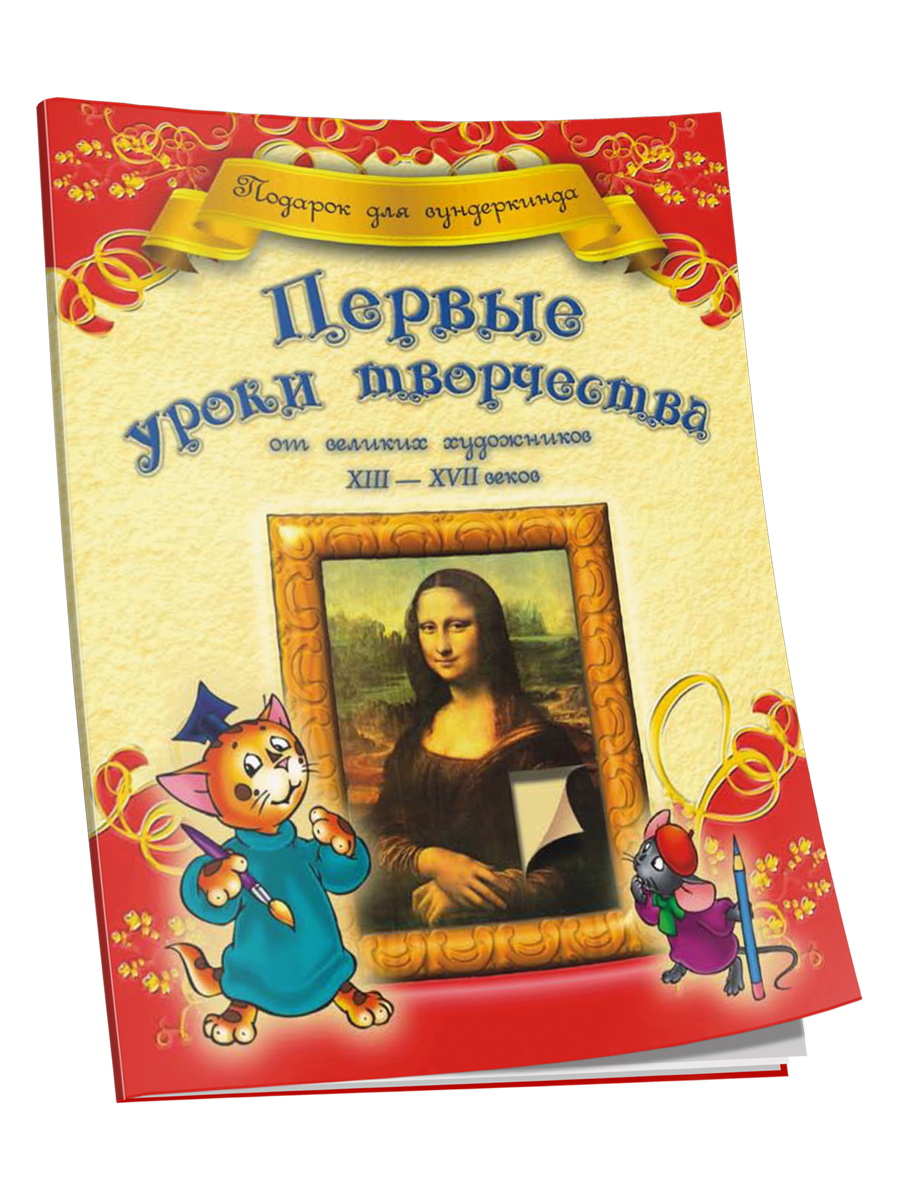 Подарок для вундеркинда
Первые
уроки творчества
от великих художников
XIII — XVII веков